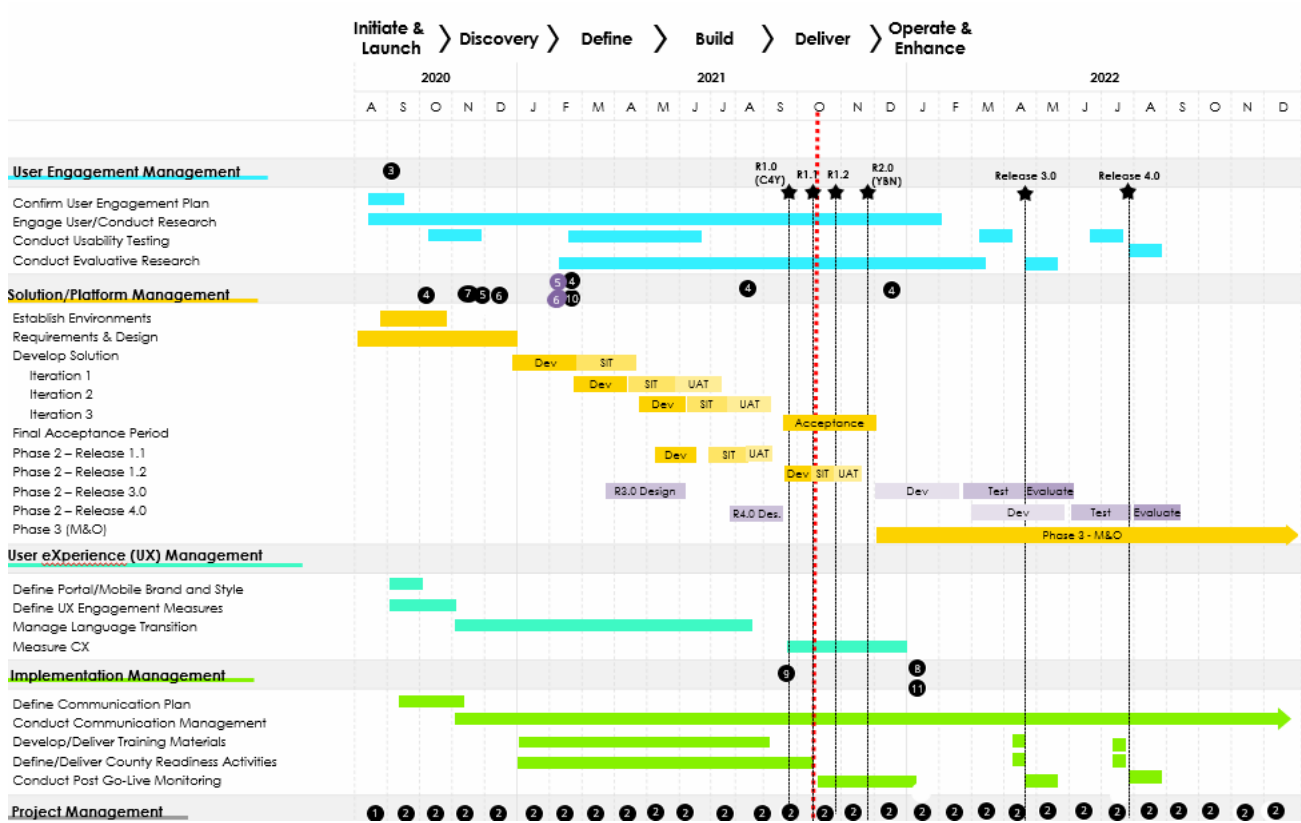 Initiate & Launch > Discovery > Define > Build > Deliver > Operate & Enhance
2020 2021 2022
A S O N D J F M A M J J A S O N D J F M A M J J A S O N D
User Engagement Management 3
R1.0 (C4Y) R1.1 R1.2 R2.0 (YBN) Release 3.0 Release 4.0
Confirm User Engagement Plan
Engage User/Conduct Research
Conduct Usability Testing
Conduct Evaluative Research
Solution/Platform Management 4 7 5 6 5 4 6 10 4 4
Establish Environments
Requirements & Design
Develop Solution Dev SIT
Iteration 1 Dev SIT UAT
Iteration 2 Dev SIT UAT
Iteration 3
Final Acceptance Period Acceptance
Phase 2 – Release 1.1 Dev SIT UAT
Phase 2 – Release 1.2 Dev SIT UAT
Phase 2 – Release 3.0 R3.0 Design Dev Test Evaluate
Phase 2 – Release 4.0 R4.0 Des. Dev Test Evaluate
Phase 3 (M&O) Phase 3 - M&O
User eXperience (UX) Management
Define Portal/Mobile Brand and Style
Define UX Engagement Measures
Manage Language Transition
Measure CX
Implementation Management 9 8 11
Define Communication Plan
Conduct Communication Management
Develop/Deliver Training Materials
Define/Deliver County Readiness Activities
Conduct Post Go-Live Monitoring
Project Management 1 2 2 2 2 2 2 2 2 2 2 2 2 2 2 2 2 2 2 2 2 2 2 2 2 2 2 2 2